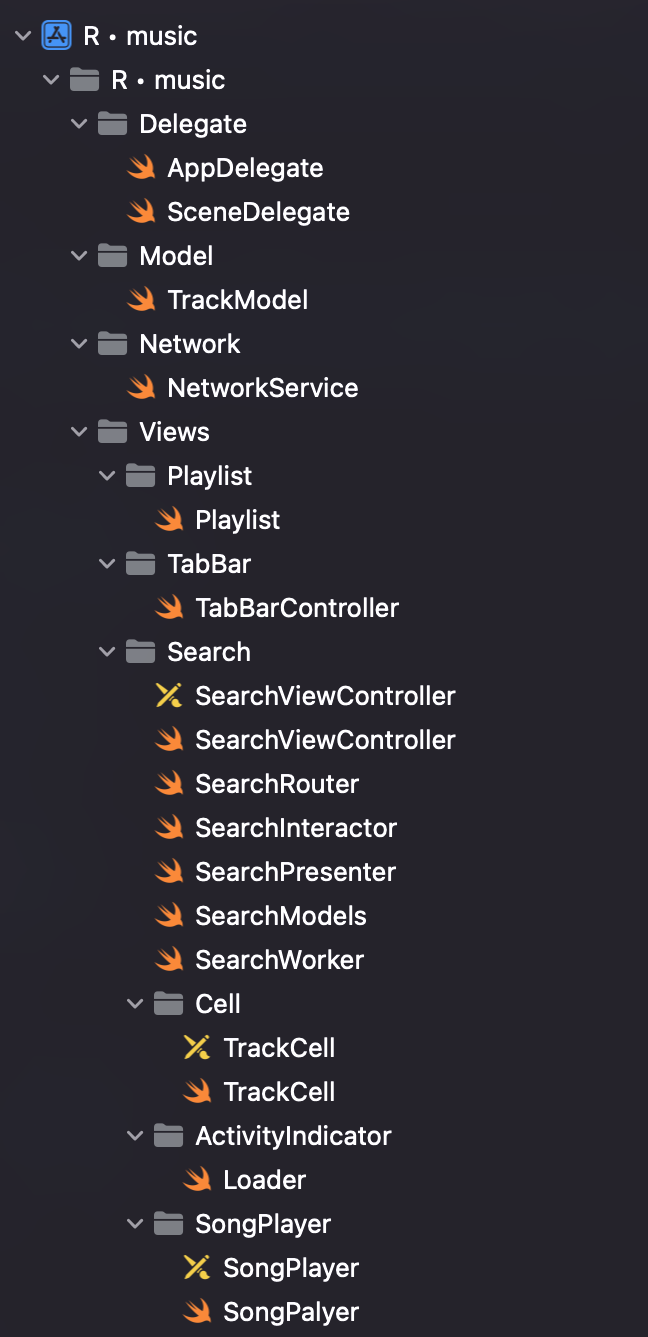 R • music
R • music
Delegate
AppDelegate
SceneDelegate
Model
TrackModel
Network
NetworkService
Views
Playlist
Playlist
TabBar
TabBarController
Search
SearchViewController
SearchViewController
SearchRouter
SearchInteractor
SearchPresenter
SearchModels
SearchWorker
Cell
TrackCell
TrackCell
ActivityIndicator
Loader
SongPlayer
SongPlayer
SongPalyer